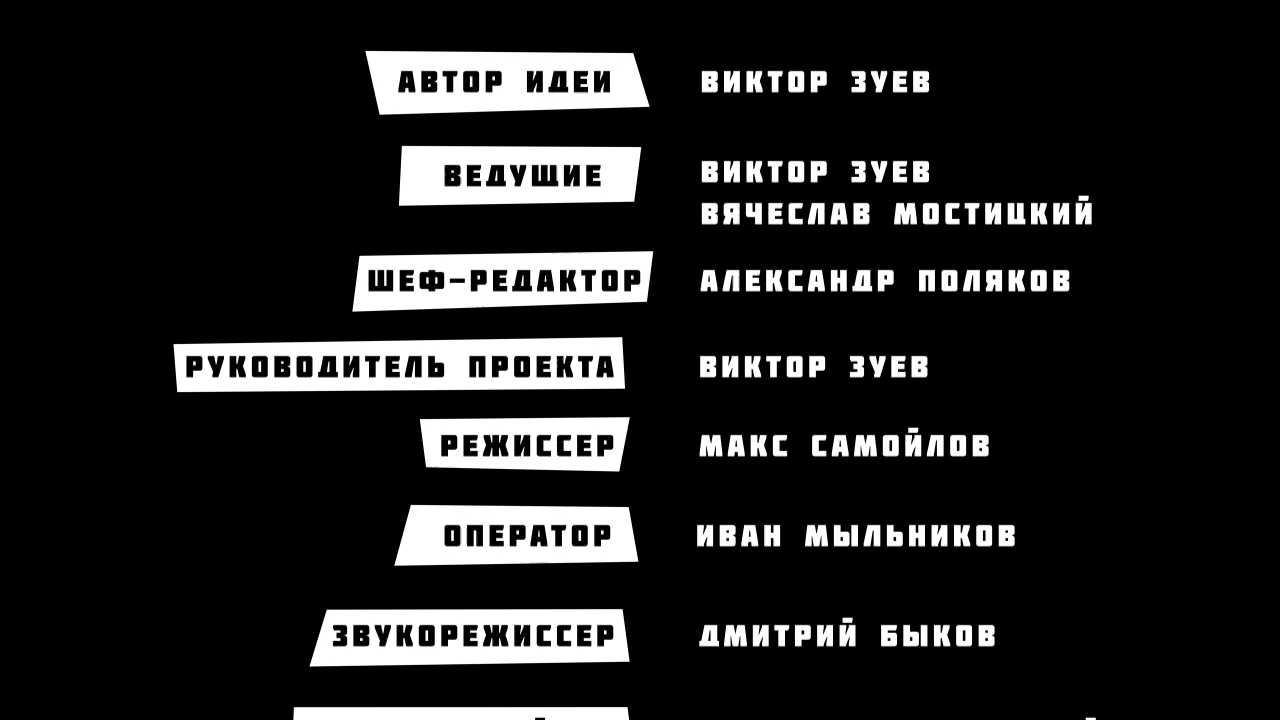 АВТОР ИДЕИ ВИКТОР ЗУЕВ
ВЕДУЩИЕ ВИКТОР ЗУЕВ
ВЯЧЕСЛАВ МОСТИЦКИЙ
ШЕФ-РЕДАКТОР АЛЕКСАНДР ПОЛЯКОВ
РУКОВОДИТЕЛЬ ПРОЕКТА ВИКТОР ЗУЕВ
РЕЖИССЕР МАКС САМОЙЛОВ
ОПЕРАТОР ИВАН МЫЛЬНИКОВ
ЗВУКОРЕЖИССЕР ДМИТРИЙ БЫКОВ